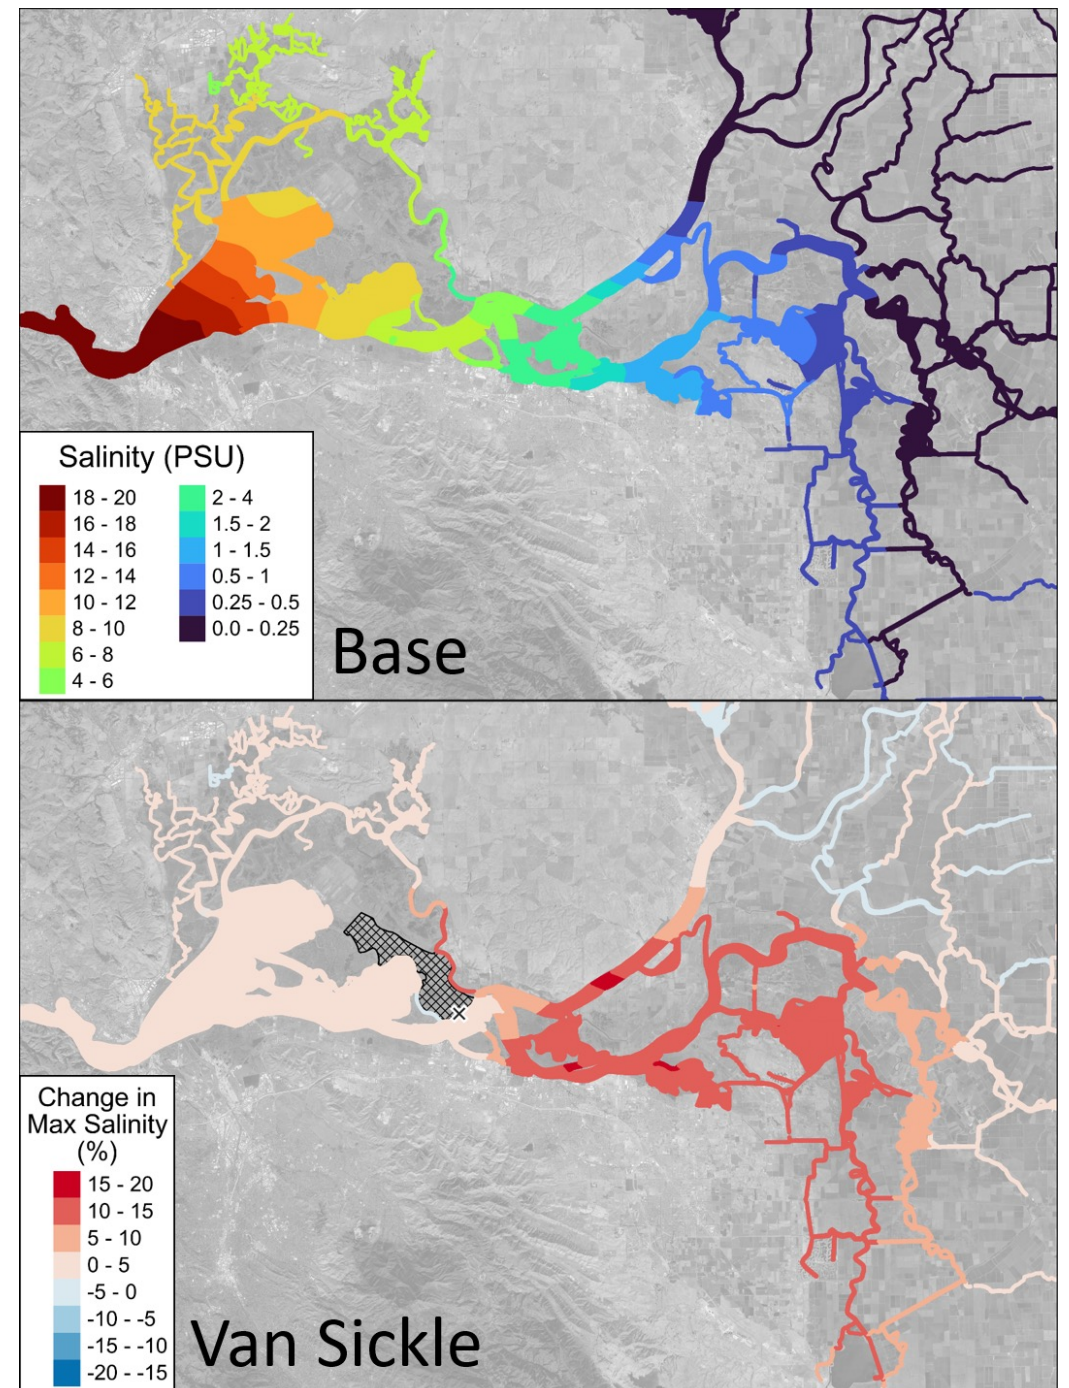 Salinity (PSU)
18 - 20
16 - 18
14 - 16
12 - 14
10 - 12
8 - 10
6 - 8
4 - 6
2 - 4
1.5 - 2
1 - 1.5
0.5 - 1
0.25 - 0.5
0.0 - 0.25
Base
Change in
Max Salinity
(%)
15 - 20
10 - 15
5 - 10
0 - 5
-5 - 0
-10 - -5
-15 - -10
-20 - -15
Van Sickle